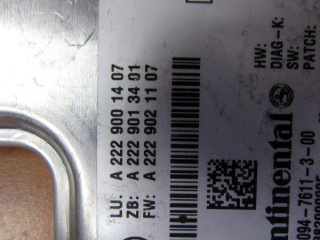 LU: A 222 900 14 07
ZB: A 222 901 34 01
FW: A 222 902 11 07
HW:
DIAG-K:
SW:
PATCH:
ontinental
094-7611-3-00